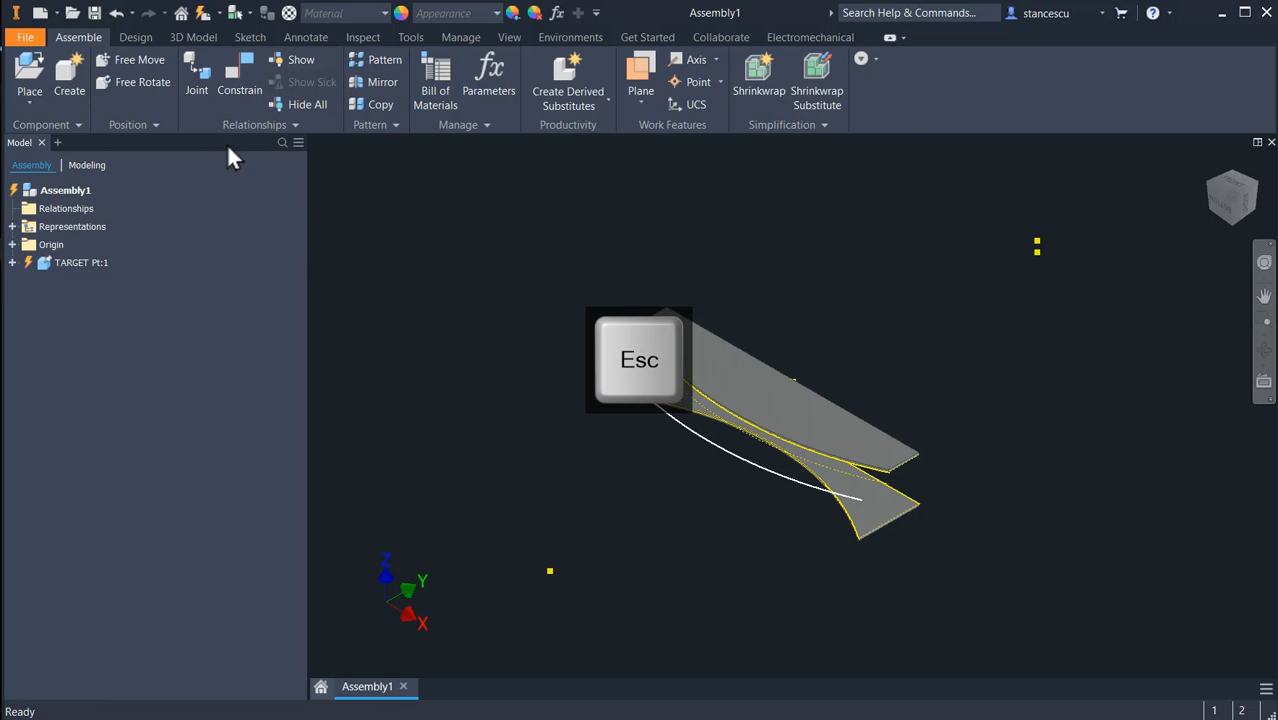 Material
Appearance
fx
Assembly1
Search Help & Commands...
stancescu
?
File
Assemble
Design
3D Model
Sketch
Annotate
Inspect
Tools
Manage
View
Environments
Get Started
Collaborate
Electromechanical
Place
Create
Free Move
Free Rotate
Joint
Constrain
Show
Show Sick
Hide All
Pattern
Mirror
Copy
Bill of
Materials
fx
Parameters
Create Derived
Substitutes
Plane
Axis
Point
UCS
Shrinkwrap
Shrinkwrap
Substitute
Component
Position
Relationships
Pattern
Manage
Productivity
Work Features
Simplification
Model
Assembly
Modeling
Assembly1
Relationships
Representations
Origin
TARGET Pt:1
Esc
Z
Y
X
Assembly1
Ready
1
2